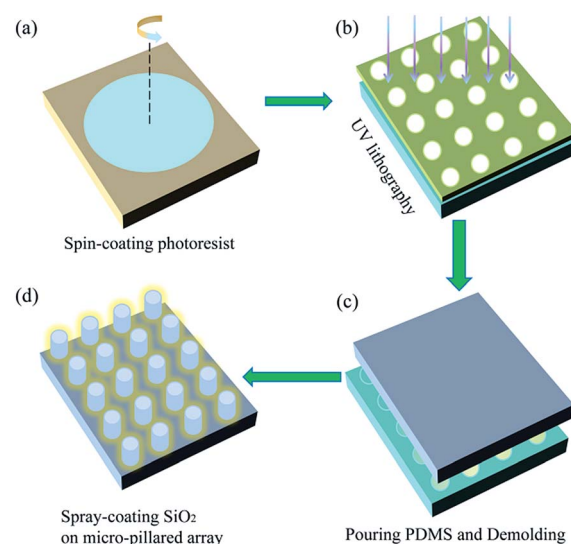 (a)
Spin-coating photoresist
(b)
UV lithography
(c)
Pouring PDMS and Demolding
(d)
Spray-coating SiO₂
on micro-pillared array